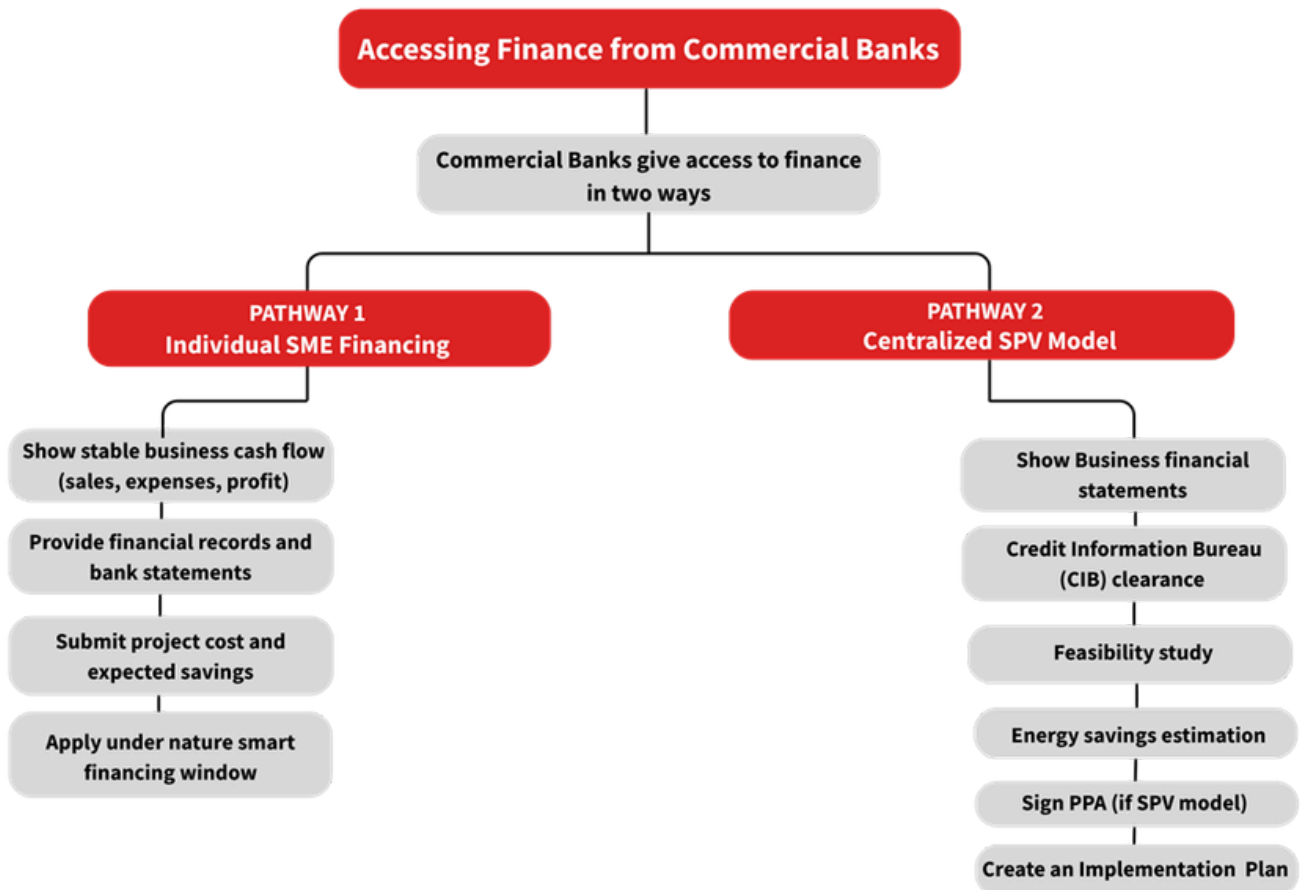 Accessing Finance from Commercial Banks
Commercial Banks give access to finance
in two ways
PATHWAY 1
Individual SME Financing
Show stable business cash flow
(sales, expenses, profit)
Provide financial records and
bank statements
Submit project cost and
expected savings
Apply under nature smart
financing window
PATHWAY 2
Centralized SPV Model
Show Business financial
statements
Credit Information Bureau
(CIB) clearance
Feasibility study
Energy savings estimation
Sign PPA (if SPV model)
Create an Implementation Plan